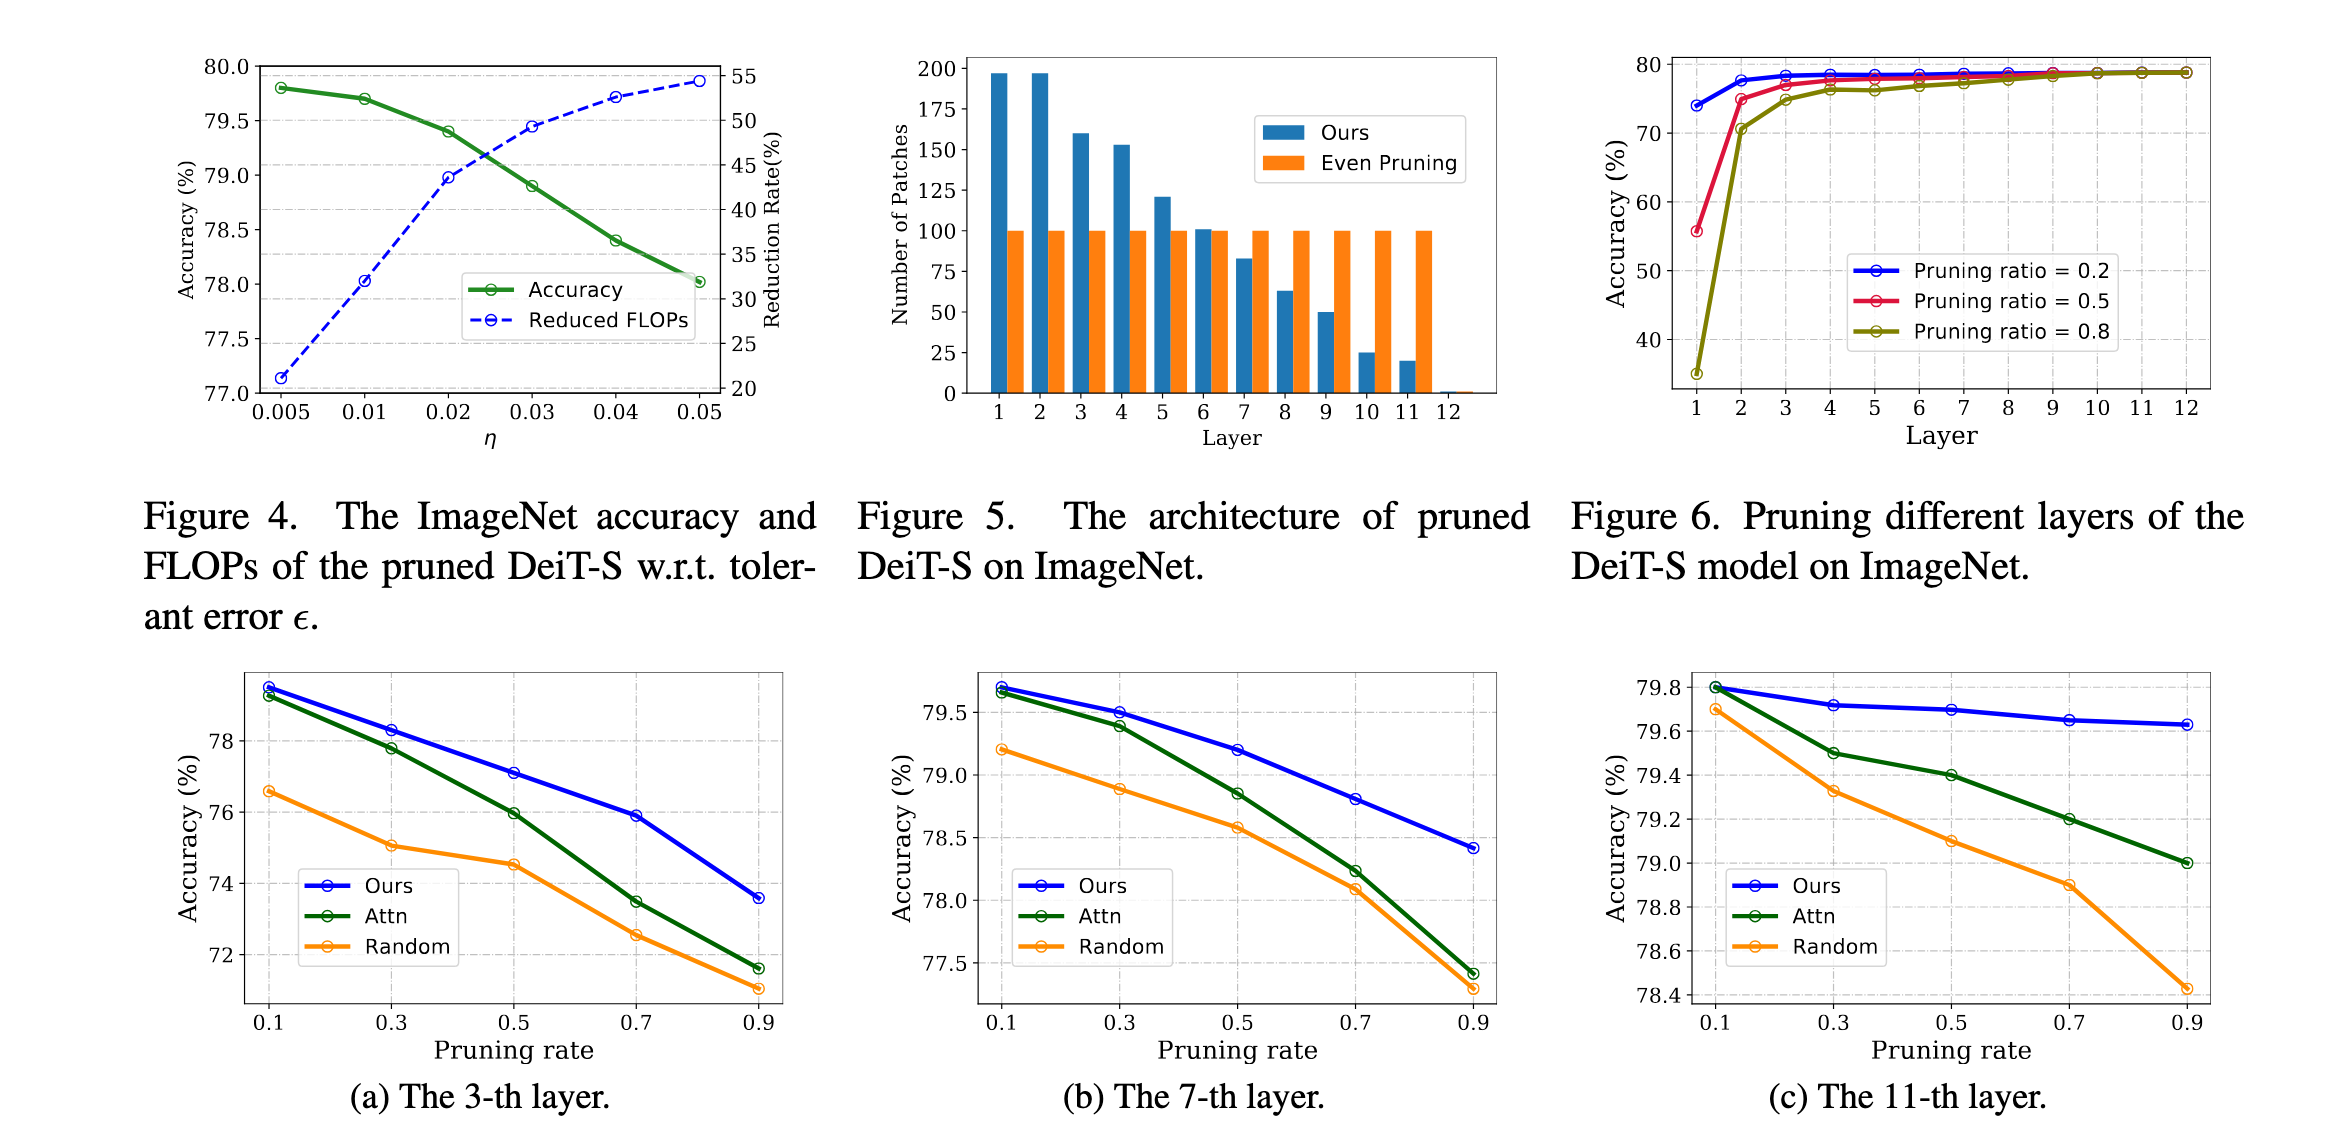 80.0
79.5
79.0
78.5
78.0
77.5
77.0
Accuracy (%)
55
50
45
40
35
30
25
20
Reduction Rate(%)
Accuracy
Reduced FLOPs
0.005 0.01 0.02 0.03 0.04 0.05
η
200
175
150
125
100
75
50
25
0
Number of Patches
Ours
Even Pruning
1 2 3 4 5 6 7 8 9 10 11 12
Layer
80
70
60
50
40
Accuracy (%)
Pruning ratio = 0.2
Pruning ratio = 0.5
Pruning ratio = 0.8
1 2 3 4 5 6 7 8 9 10 11 12
Layer
Figure 4. The ImageNet accuracy and
FLOPs of the pruned DeiT-S w.r.t. toler-
ant error ϵ.
Figure 5. The architecture of pruned
DeiT-S on ImageNet.
Figure 6. Pruning different layers of the
DeiT-S model on ImageNet.
78
76
74
72
Accuracy (%)
Ours
Attn
Random
0.1 0.3 0.5 0.7 0.9
Pruning rate
(a) The 3-th layer.
79.5
79.0
78.5
78.0
77.5
Accuracy (%)
Ours
Attn
Random
0.1 0.3 0.5 0.7 0.9
Pruning rate
(b) The 7-th layer.
79.8
79.6
79.4
79.2
79.0
78.8
78.6
78.4
Accuracy (%)
Ours
Attn
Random
0.1 0.3 0.5 0.7 0.9
Pruning rate
(c) The 11-th layer.